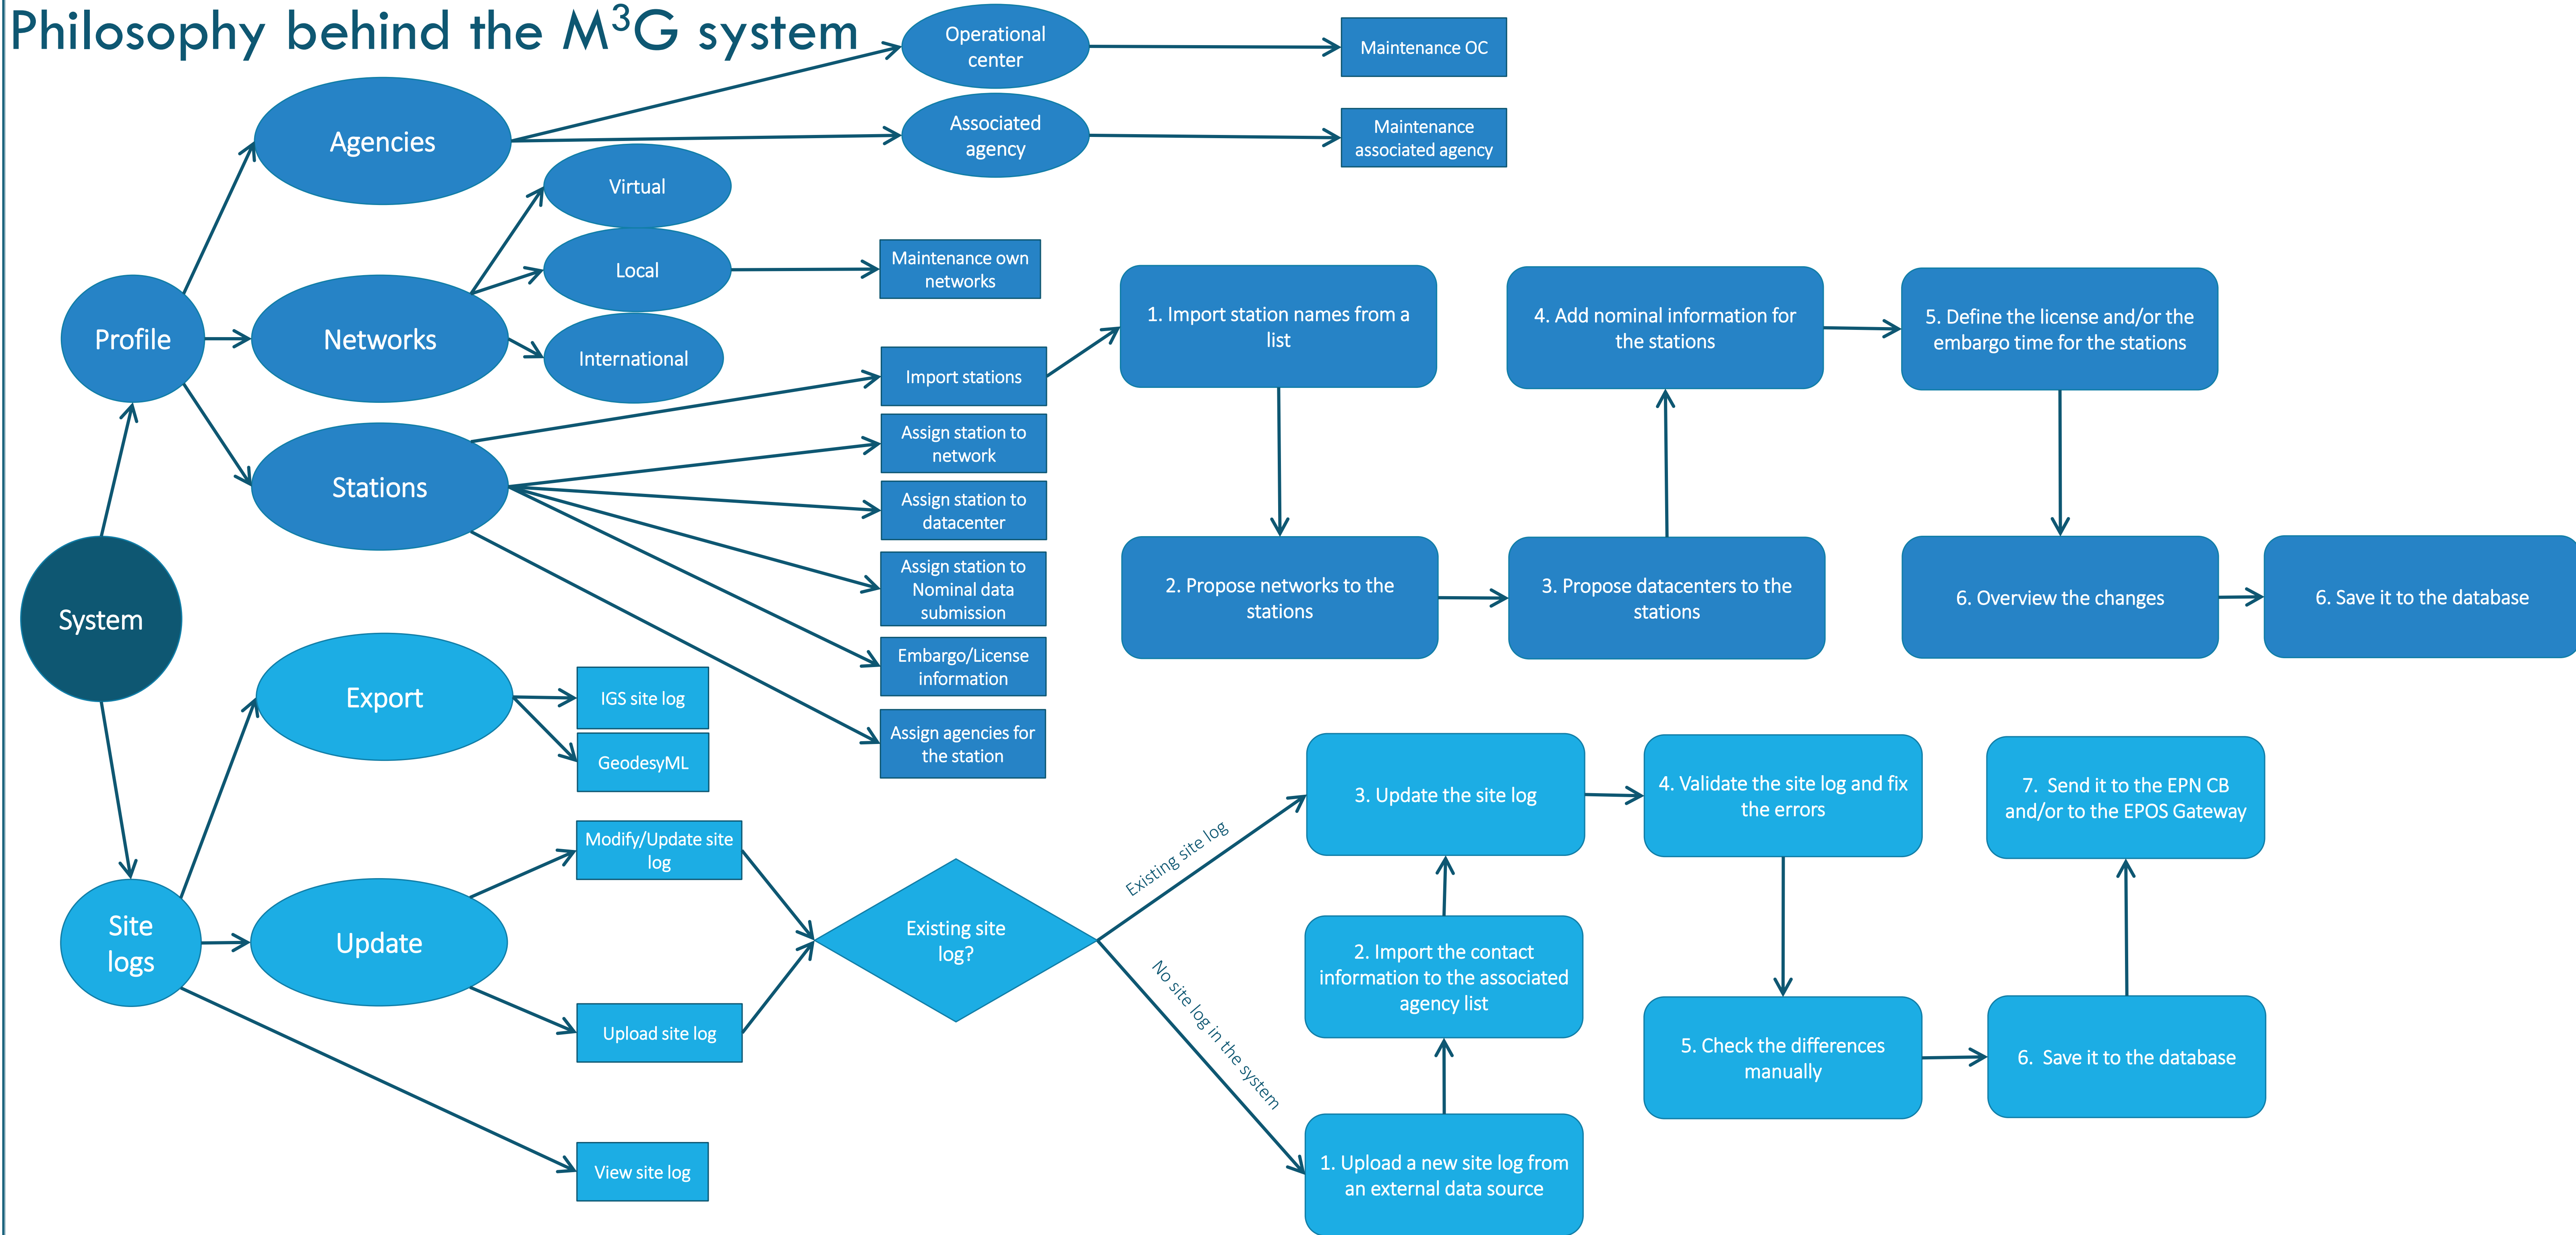 Philosophy behind the M³G system
Operational
center
Maintenance OC
Agencies
Associated
agency
Maintenance
associated agency
Virtual
Local
Maintenance own
networks
Profile
Networks
International
Import stations
1. Import station names from a
list
4. Add nominal information for
the stations
5. Define the license and/or the
embargo time for the stations
Stations
Assign station to
network
Assign station to
datacenter
Assign station to
Nominal data
submission
Embargo/License
information
Assign agencies for
the station
2. Propose networks to the
stations
3. Propose datacenters to the
stations
6. Overview the changes
6. Save it to the database
System
Export
IGS site log
GeodesyML
Site
logs
Update
Modify/Update site
log
Upload site log
View site log
Existing site
log?
Existing site log
No site log in the system
3. Update the site log
4. Validate the site log and fix
the errors
7.  Send it to the EPN CB
and/or to the EPOS Gateway
2. Import the contact
information to the associated
agency list
5. Check the differences
manually
6.  Save it to the database
1. Upload a new site log from
an external data source